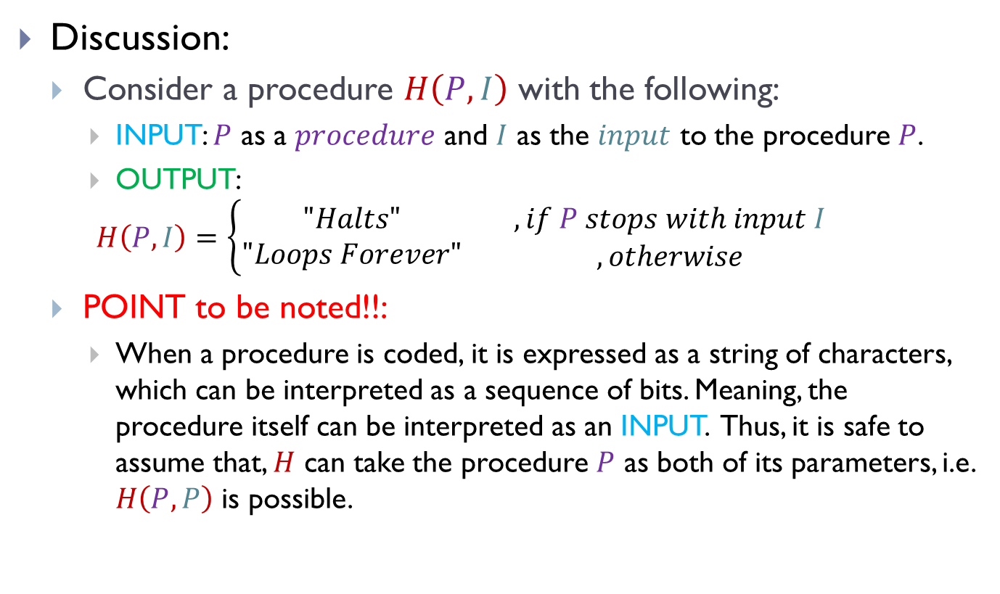 Discussion:
Consider a procedure H(P, I) with the following:
INPUT: P as a procedure and I as the input to the procedure P.
OUTPUT:
H(P, I) = { "Halts" , if P stops with input I
"Loops Forever" , otherwise
POINT to be noted!!:
When a procedure is coded, it is expressed as a string of characters,
which can be interpreted as a sequence of bits. Meaning, the
procedure itself can be interpreted as an INPUT. Thus, it is safe to
assume that, H can take the procedure P as both of its parameters, i.e.
H(P, P) is possible.